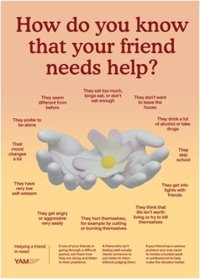 How do you know
that your friend
needs help?
They eat too much,
binge eat, or don't
eat enough
They seem
different from
before
They don't want
to leave the
house
They prefer to
be alone
They drink a lot
of alcohol or take
drugs
Their
mood
changes
a lot
They
skip
school
They have
very low
self-esteem
They get into
fights with
friends
They get angry
or aggressive
very easily
They hurt themselves,
for example by cutting
or burning themselves
They think that
life isn't worth
living or try to kill
themselves
Helping a friend
in need
YAM
If one of your friends is
going through a difficult
period, ask them how
they are doing and listen
to their problems.
A friend who isn't
feeling well usually
needs someone to
just listen to them
without judging them.
If your friend has a serious
problem you may need
to make a trusted adult
or professional to help
solve the situation better.